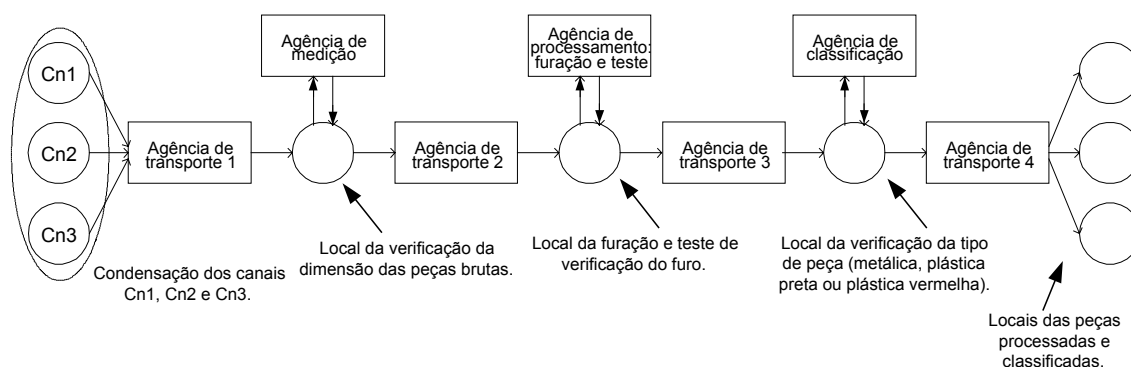 Agência de
medição
Agência de
processamento:
furação e teste
Agência de
classificação
Cn1
Cn2
Cn3
Agência de
transporte 1
Agência de
transporte 2
Agência de
transporte 3
Agência de
transporte 4
Condensação dos canais
Cn1, Cn2 e Cn3.
Local da verificação da
dimensão das peças brutas.
Local da furação e teste de
verificação do furo.
Local da verificação da tipo
de peça (metálica, plástica
preta ou plástica vermelha).
Locais das peças
processadas e
classificadas.